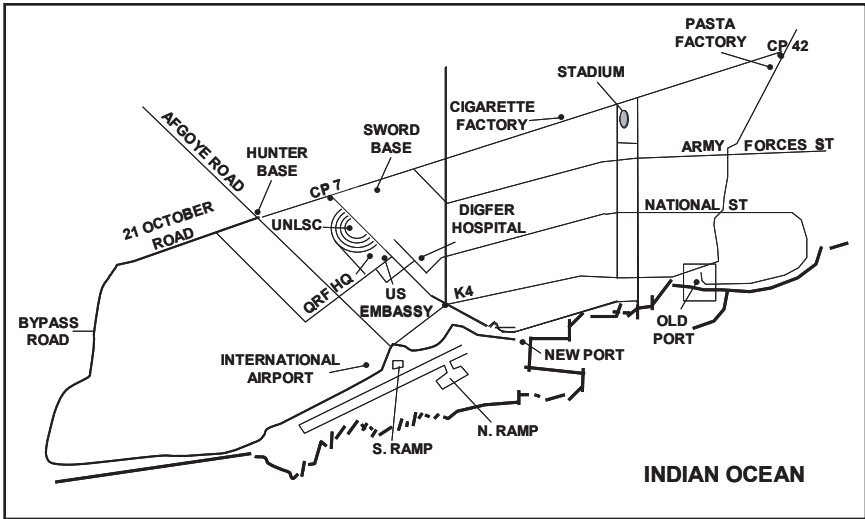 PASTA
FACTORY
CP 42
STADIUM
AFGOYE ROAD
CIGARETTE
FACTORY
SWORD
BASE
HUNTER
BASE
ARMY FORCES ST
CP 7
21 OCTOBER
ROAD
UNLSC
DIGFER
HOSPITAL
NATIONAL ST
QRF HQ
US
EMBASSY
K4
BYPASS
ROAD
OLD
PORT
INTERNATIONAL
AIRPORT
NEW PORT
S. RAMP
N. RAMP
INDIAN OCEAN